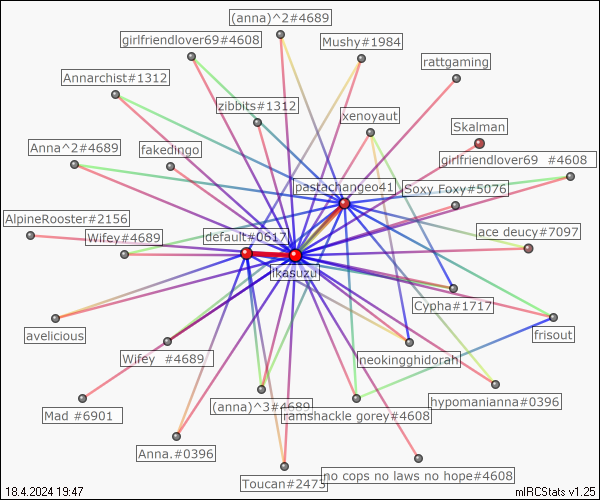 (anna)^2#4689
girlfriendlover69#4608
Mushy#1984
rattgaming
Annarchist#1312
zibbits#1312
xenoyaut
Skalman
Anna^2#4689
fakedingo
girlfriendlover69 #4608
pastachangeo41
Soxy Foxy#5076
AlpineRooster#2156
Wifey#4689
default#0617
ace deucy#7097
ikasuzu
Cypha#1717
avelicious
frisout
Wifey #4689
neokingghidorah
Mad #6901
(anna)^3#4689
ramshackle gorey#4608
hypomanianna#0396
Anna.#0396
Toucan#2473
no cops no laws no hope#4608
18.4.2024 19:47
mIRCStats v1.25